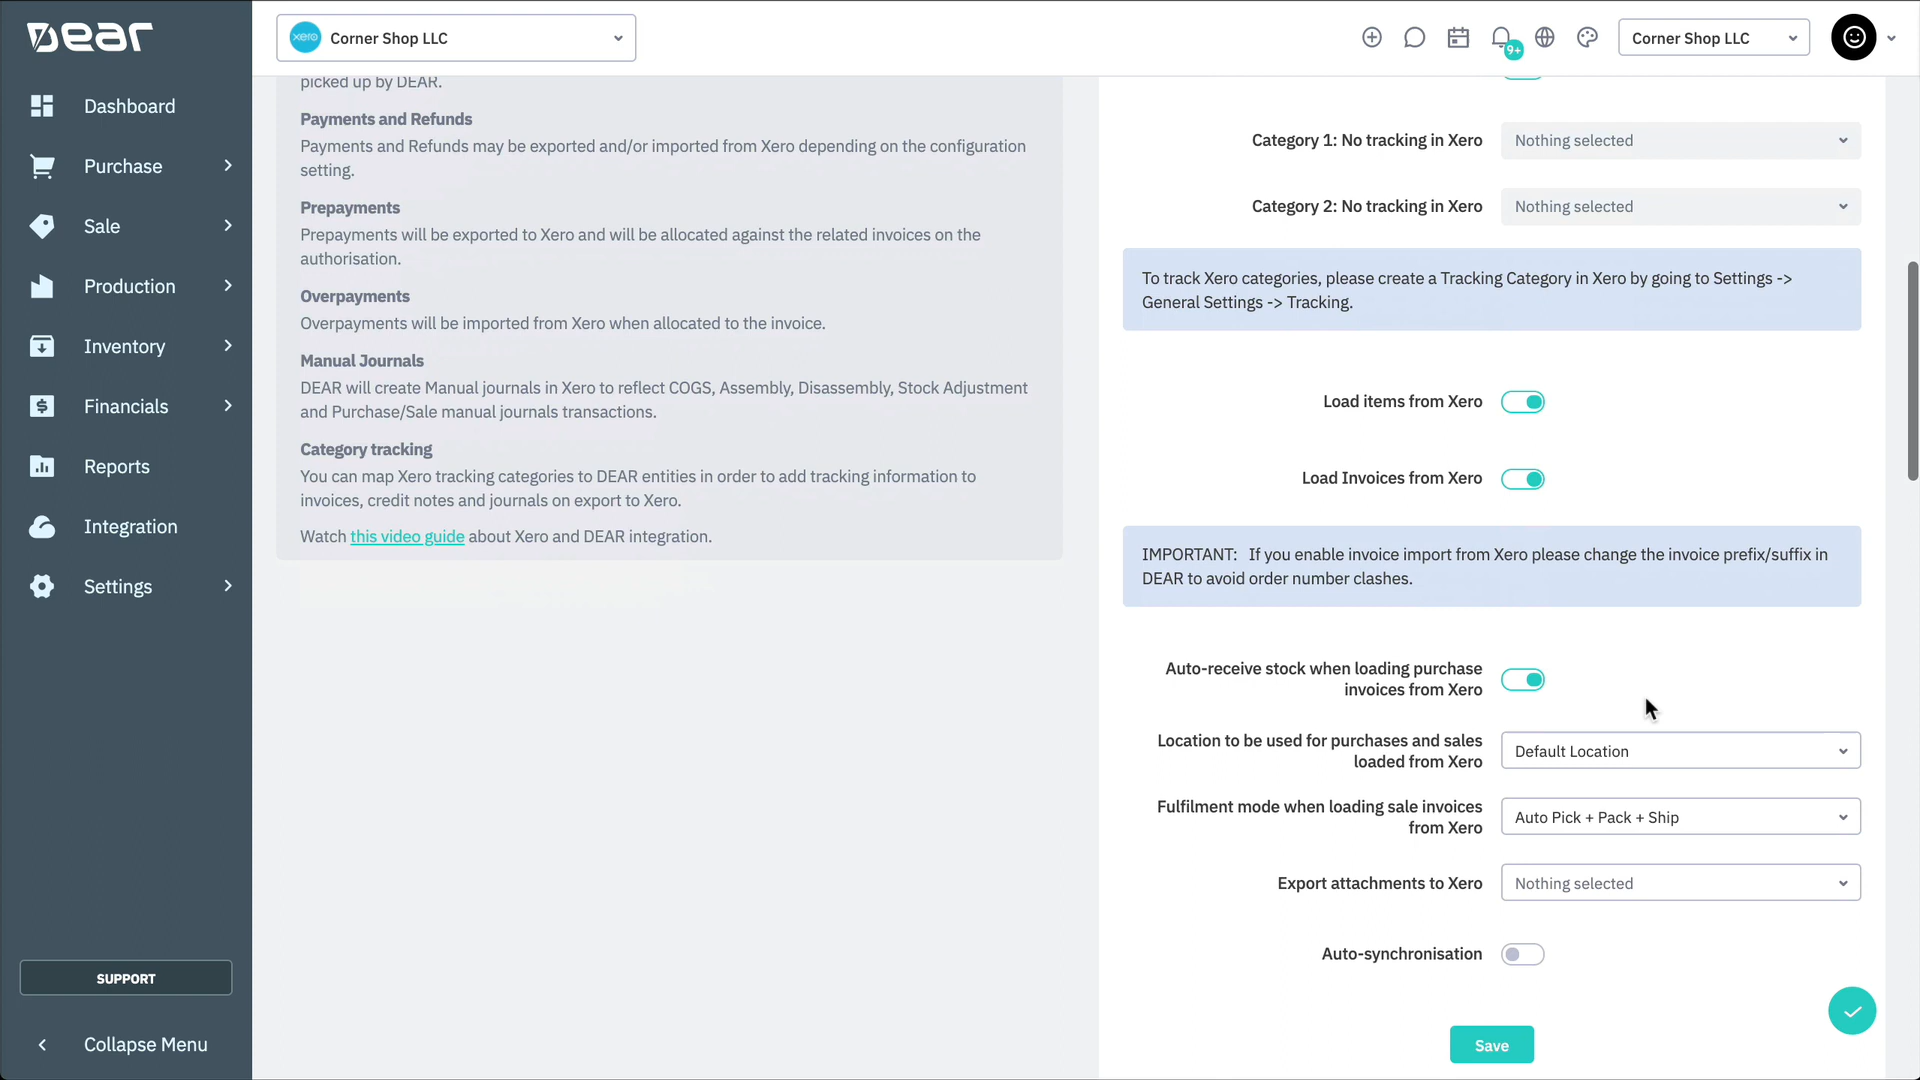 DEAR
xero
Corner Shop LLC
9+
Corner Shop LLC
Dashboard
Purchase
Sale
Production
Inventory
Financials
Reports
Integration
Settings
SUPPORT
Collapse Menu
picked up by DEAR.
Payments and Refunds
Payments and Refunds may be exported and/or imported from Xero depending on the configuration
setting.
Prepayments
Prepayments will be exported to Xero and will be allocated against the related invoices on the
authorisation.
Overpayments
Overpayments will be imported from Xero when allocated to the invoice.
Manual Journals
DEAR will create Manual journals in Xero to reflect COGS, Assembly, Disassembly, Stock Adjustment
and Purchase/Sale manual journals transactions.
Category tracking
You can map Xero tracking categories to DEAR entities in order to add tracking information to
invoices, credit notes and journals on export to Xero.
Watch this video guide about Xero and DEAR integration.
Category 1: No tracking in Xero
Nothing selected
Category 2: No tracking in Xero
Nothing selected
To track Xero categories, please create a Tracking Category in Xero by going to Settings ->
General Settings -> Tracking.
Load items from Xero
Load Invoices from Xero
IMPORTANT: If you enable invoice import from Xero please change the invoice prefix/suffix in
DEAR to avoid order number clashes.
Auto-receive stock when loading purchase
invoices from Xero
Location to be used for purchases and sales
loaded from Xero
Default Location
Fulfilment mode when loading sale invoices
from Xero
Auto Pick + Pack + Ship
Export attachments to Xero
Nothing selected
Auto-synchronisation
Save